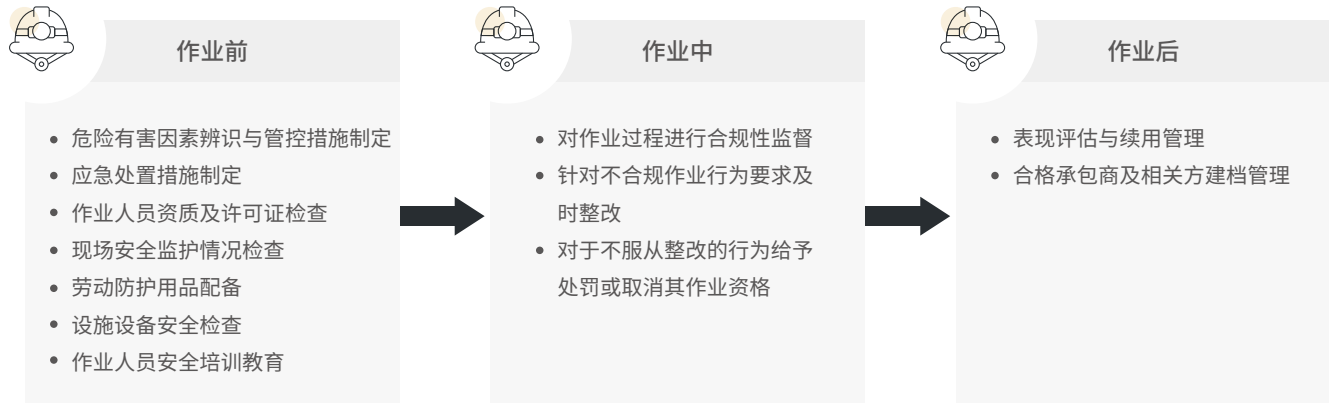 作业前
危险有害因素辨识与管控措施制定
应急处置措施制定
作业人员资质及许可证检查
现场安全监护情况检查
劳动防护用品配备
设施设备安全检查
作业人员安全培训教育
作业中
对作业过程进行合规性监督
针对不合规作业行为要求及
时整改
对于不服从整改的行为给予
处罚或取消其作业资格
作业后
表现评估与续用管理
合格承包商及相关方建档管理